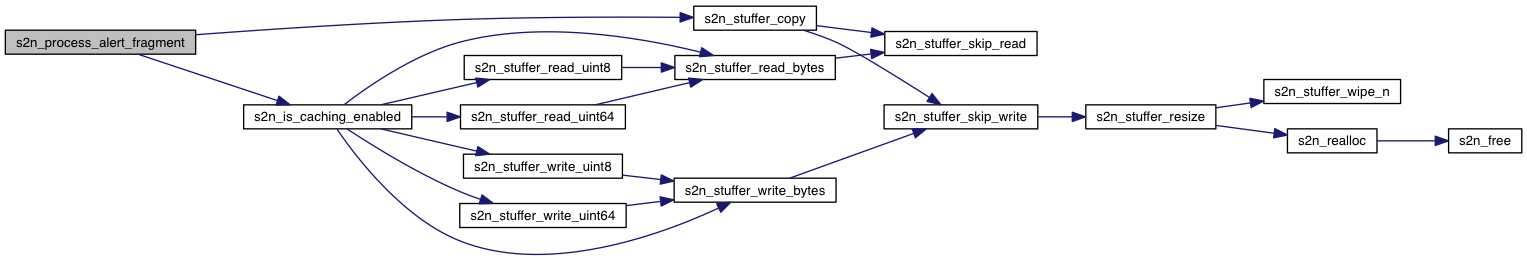 s2n_process_alert_fragment
s2n_stuffer_copy
s2n_stuffer_skip_read
s2n_stuffer_read_uint8
s2n_stuffer_read_bytes
s2n_stuffer_wipe_n
s2n_is_caching_enabled
s2n_stuffer_read_uint64
s2n_stuffer_skip_write
s2n_stuffer_resize
s2n_realloc
s2n_free
s2n_stuffer_write_uint8
s2n_stuffer_write_bytes
s2n_stuffer_write_uint64